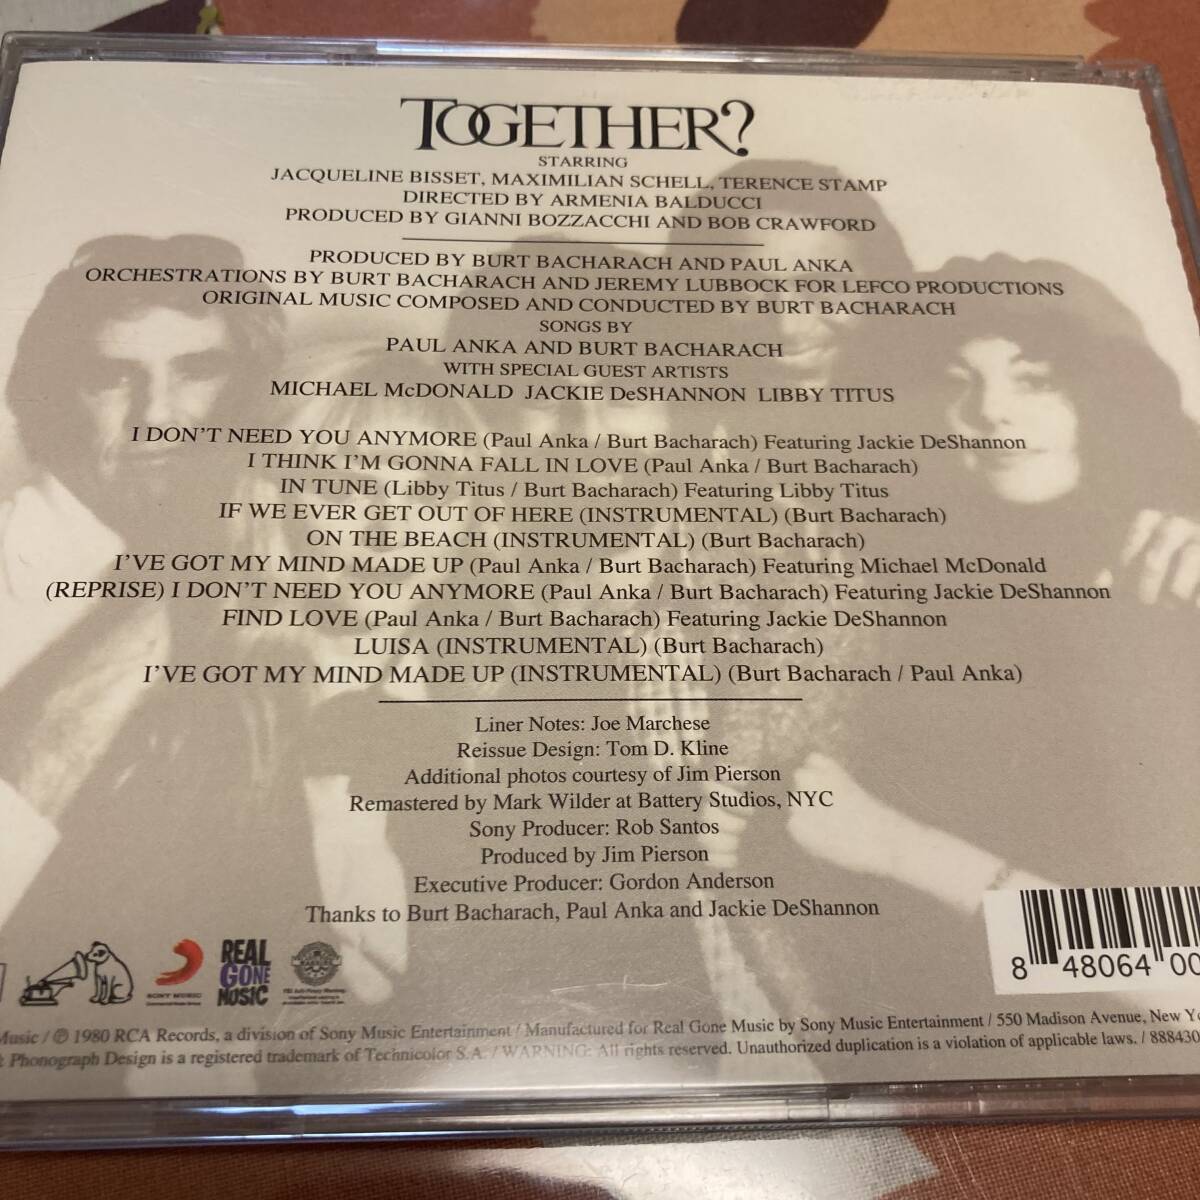 TOGETHER?
STARRING
JACQUELINE BISSET, MAXIMILIAN SCHELL, TERENCE STAMP
DIRECTED BY ARMENIA BALDUCCI
PRODUCED BY GIANNI BOZZACCHI AND BOB CRAWFORD
PRODUCED BY BURT BACHARACH AND PAUL ANKA
ORCHESTRATIONS BY BURT BACHARACH AND JEREMY LUBBOCK FOR LEFCO PRODUCTIONS
ORIGINAL MUSIC COMPOSED AND CONDUCTED BY BURT BACHARACH
SONGS BY
PAUL ANKA AND BURT BACHARACH
WITH SPECIAL GUEST ARTISTS
MICHAEL McDONALD JACKIE DeSHANNON LIBBY TITUS
I DON'T NEED YOU ANYMORE (Paul Anka / Burt Bacharach) Featuring Jackie DeShannon
I THINK I'M GONNA FALL IN LOVE (Paul Anka / Burt Bacharach)
IN TUNE (Libby Titus / Burt Bacharach) Featuring Libby Titus
IF WE EVER GET OUT OF HERE (INSTRUMENTAL) (Burt Bacharach)
ON THE BEACH (INSTRUMENTAL) (Burt Bacharach)
I'VE GOT MY MIND MADE UP (Paul Anka / Burt Bacharach) Featuring Michael McDonald
(REPRISE) I DON'T NEED YOU ANYMORE (Paul Anka / Burt Bacharach) Featuring Jackie DeShannon
FIND LOVE (Paul Anka / Burt Bacharach) Featuring Jackie DeShannon
LUISA (INSTRUMENTAL) (Burt Bacharach)
I'VE GOT MY MIND MADE UP (INSTRUMENTAL) (Burt Bacharach / Paul Anka)
Liner Notes: Joe Marchese
Reissue Design: Tom D. Kline
Additional photos courtesy of Jim Pierson
Remastered by Mark Wilder at Battery Studios, NYC
Sony Producer: Rob Santos
Produced by Jim Pierson
Executive Producer: Gordon Anderson
Thanks to Burt Bacharach, Paul Anka and Jackie DeShannon
8 48064 00
SONY MUSIC
REAL GONE MUSIC
Music / ℗ 1980 RCA Records, a division of Sony Music Entertainment / Manufactured for Real Gone Music by Sony Music Entertainment / 550 Madison Avenue, New
Phonograph Design is a registered trademark of Technicolor S.A. / WARNING: All rights reserved. Unauthorized duplication is a violation of applicable laws. / 888430